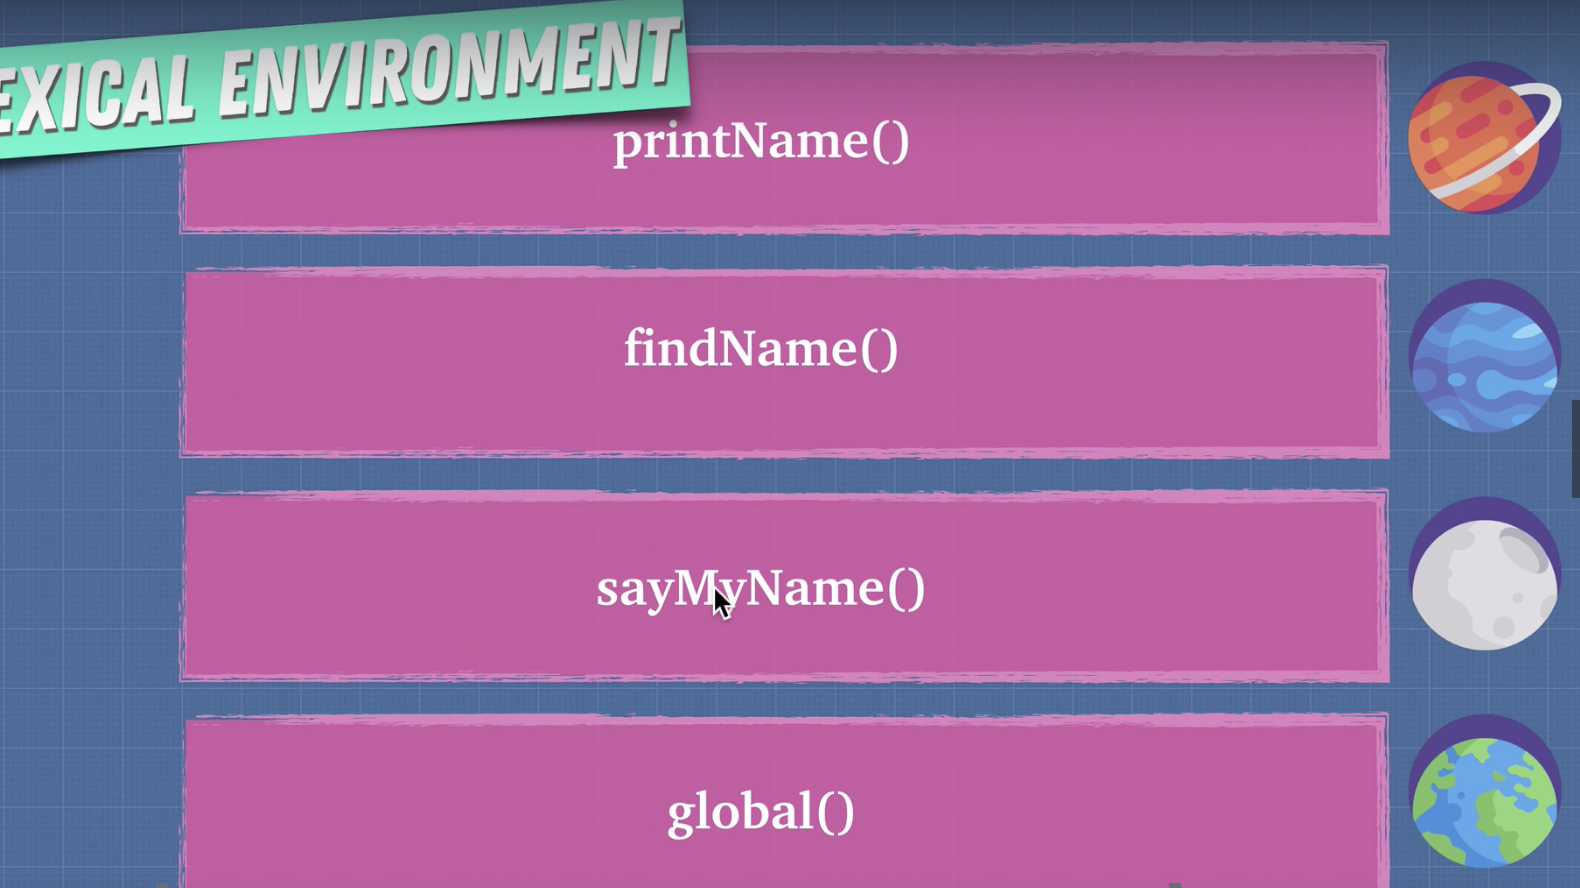 EXICAL ENVIRONMENT
printName()
findName()
sayMyName()
global()